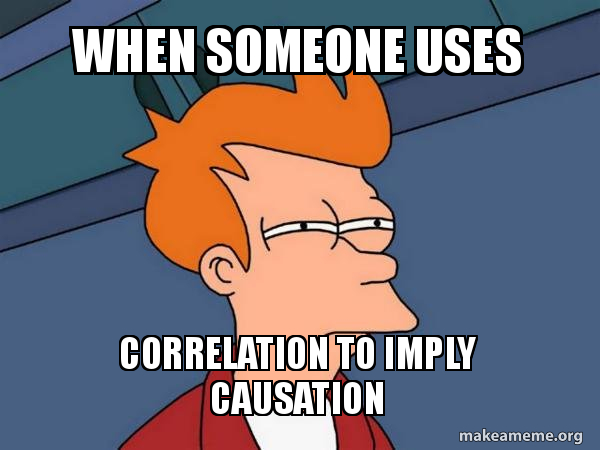 WHEN SOMEONE USES
CORRELATION TO IMPLY
CAUSATION
makeameme.org